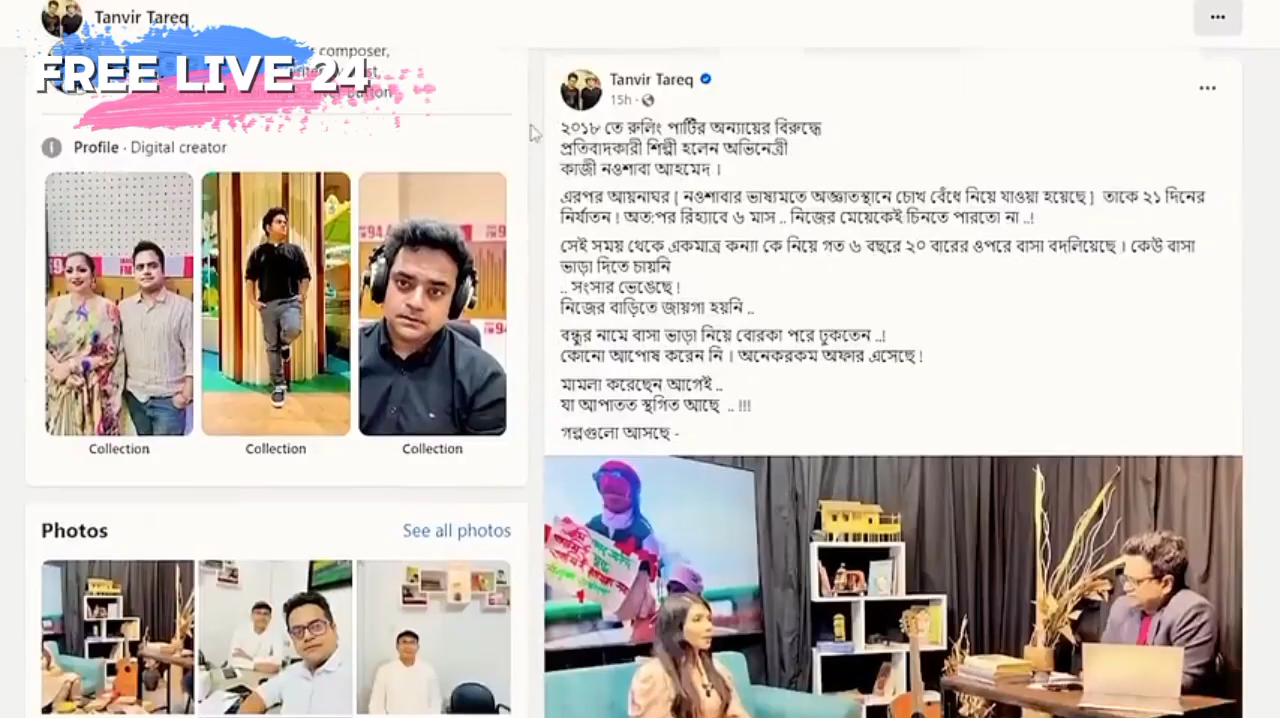 Tanvir Tareq
composer,
FREE LIVE 24
Profile · Digital creator
Collection
Collection
Collection
Photos
See all photos
Tanvir Tareq
15h ·
২০১৮ তে রুলিং পার্টির অন্যায়ের বিরুদ্ধে
প্রতিবাদকারী শিল্পী হলেন অভিনেত্রী
কাজী নওশাবা আহমেদ ।
এরপর আয়নাঘর [ নওশাবার ভাষ্যমতে অজ্ঞাতস্থানে চোখ বেঁধে নিয়ে যাওয়া হয়েছে ] তাকে ২১ দিনের
নির্যাতন ! অত:পর রিহ্যাবে ৬ মাস .. নিজের মেয়েকেই চিনতে পারতো না ..!
সেই সময় থেকে একমাত্র কন্যা কে নিয়ে গত ৬ বছরে ২০ বারের ওপরে বাসা বদলিয়েছে । কেউ বাসা
ভাড়া দিতে চায়নি
.. সংসার ভেঙেছে !
নিজের বাড়িতে জায়গা হয়নি ..
বন্ধুর নামে বাসা ভাড়া নিয়ে বোরকা পরে ঢুকতেন ..!
কোনো আপোষ করেন নি । অনেকরকম অফার এসেছে !
মামলা করেছেন আগেই ..
যা আপাতত স্থগিত আছে .. !!!
গল্পগুলো আসছে -